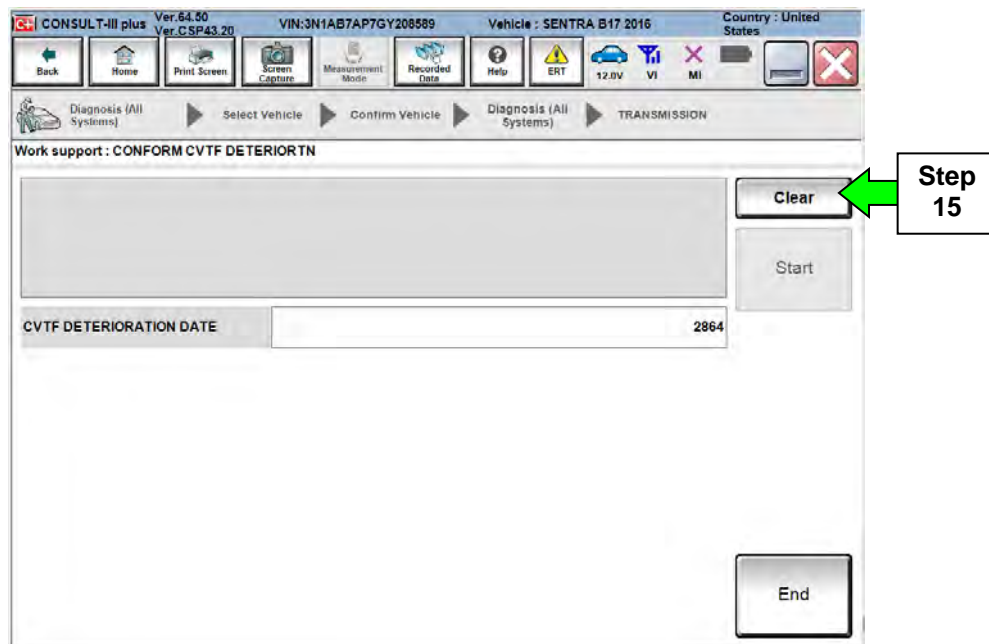 CONSULT-III plus Ver.64.50
Ver.CSP43.20
VIN:3N1AB7AP7GY208589
Vehicle : SENTRA B17 2016
Country : United
States
Back
Home
Print Screen
Screen
Capture
Measurement
Mode
Recorded
Data
Help
ERT
12.0V
VI
MI
Diagnosis (All
Systems)
Select Vehicle
Confirm Vehicle
Diagnosis (All
Systems)
TRANSMISSION
Work support : CONFORM CVTF DETERIORTN
Clear
Step
15
Start
CVTF DETERIORATION DATE
2864
End